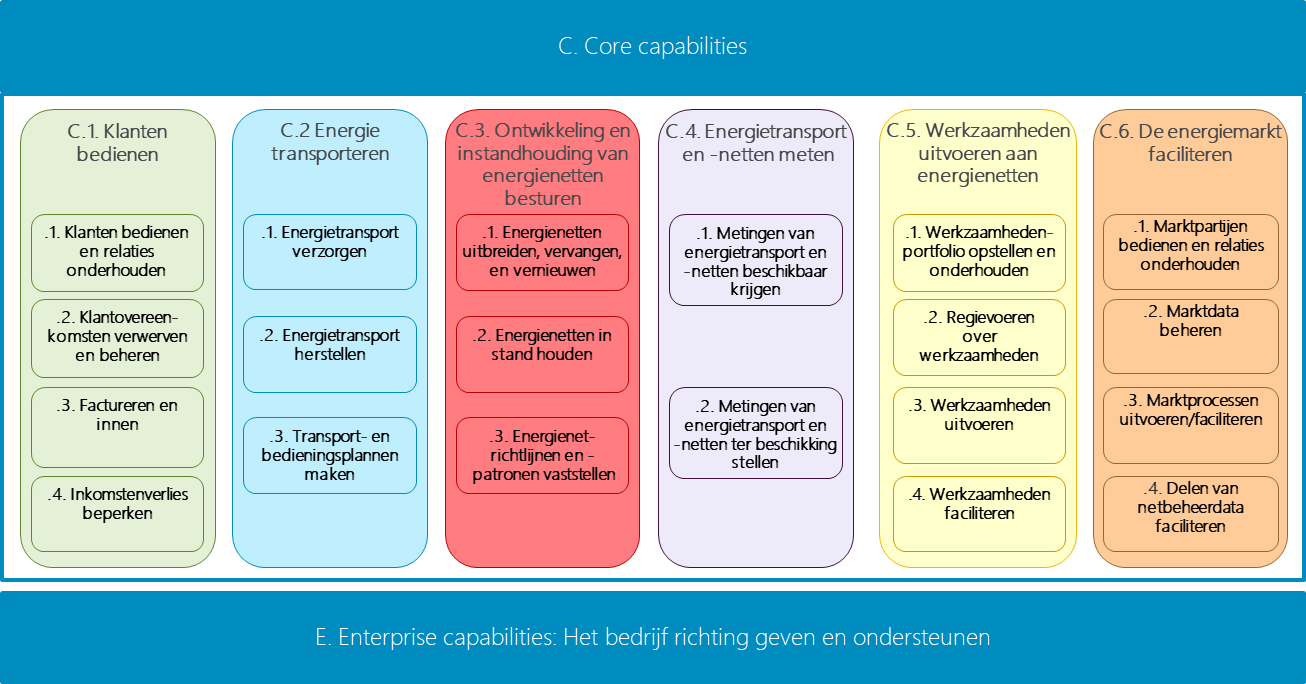 C. Core capabilities
C.1. Klanten
bedienen
.1. Klanten bedienen
en relaties
onderhouden
.2. Klantovereen-
komsten verwerven
en beheren
.3. Factureren en
innen
.4. Inkomstenverlies
beperken
C.2 Energie
transporteren
.1. Energietransport
verzorgen
.2. Energietransport
herstellen
.3. Transport- en
bedieningsplannen
maken
C.3. Ontwikkeling en
instandhouding van
energienetten
besturen
.1. Energienetten
uitbreiden, vervangen,
en vernieuwen
.2. Energienetten in
stand houden
.3. Energienet-
richtlijnen en -
patronen vaststellen
C.4. Energietransport
en -netten meten
.1. Metingen van
energietransport en
-netten beschikbaar
krijgen
.2. Metingen van
energietransport en
-netten ter beschikking
stellen
C.5. Werkzaamheden
uitvoeren aan
energienetten
.1. Werkzaamheden-
portfolio opstellen en
onderhouden
.2. Regievoeren
over
werkzaamheden
.3. Werkzaamheden
uitvoeren
.4. Werkzaamheden
faciliteren
C.6. De energiemarkt
faciliteren
.1. Marktpartijen
bedienen en relaties
onderhouden
.2. Marktdata
beheren
.3. Marktprocessen
uitvoeren/faciliteren
.4. Delen van
netbeheerdata
faciliteren
E. Enterprise capabilities: Het bedrijf richting geven en ondersteunen